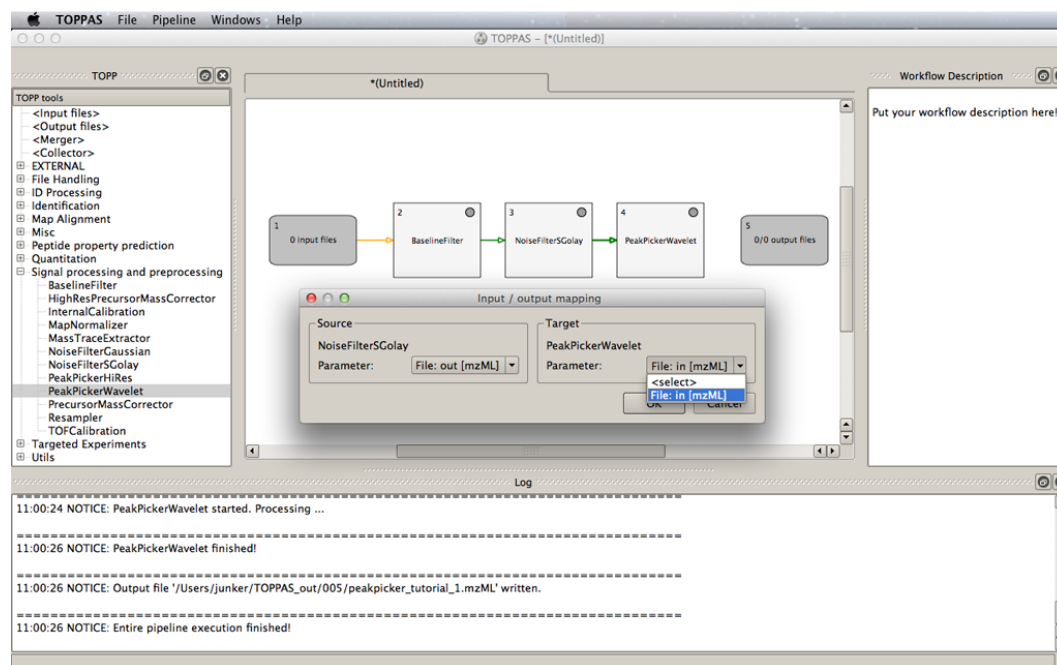 TOPPAS File Pipeline Windows Help
TOPPAS – [*(Untitled)]
TOPP
*(Untitled)
Workflow Description
TOPP tools
<Input files>
<Output files>
<Merger>
<Collector>
EXTERNAL
File Handling
ID Processing
Identification
Map Alignment
Misc
Peptide property prediction
Quantitation
Signal processing and preprocessing
BaselineFilter
HighResPrecursorMassCorrector
InternalCalibration
MapNormalizer
MassTraceExtractor
NoiseFilterGaussian
NoiseFilterSGolay
PeakPickerHiRes
PeakPickerWavelet
PrecursorMassCorrector
Resampler
TOFCalibration
Targeted Experiments
Utils
Put your workflow description here!
1
0 input files
2
BaselineFilter
3
NoiseFilterSGolay
4
PeakPickerWavelet
5
0/0 output files
Input / output mapping
Source
NoiseFilterSGolay
Parameter: File: out [mzML]
Target
PeakPickerWavelet
Parameter: File: in [mzML]
<select>
File: in [mzML]
OK Cancel
Log
==========================================================================
11:00:24 NOTICE: PeakPickerWavelet started. Processing ...
==========================================================================
11:00:26 NOTICE: PeakPickerWavelet finished!
==========================================================================
11:00:26 NOTICE: Output file '/Users/junker/TOPPAS_out/005/peakpicker_tutorial_1.mzML' written.
==========================================================================
11:00:26 NOTICE: Entire pipeline execution finished!